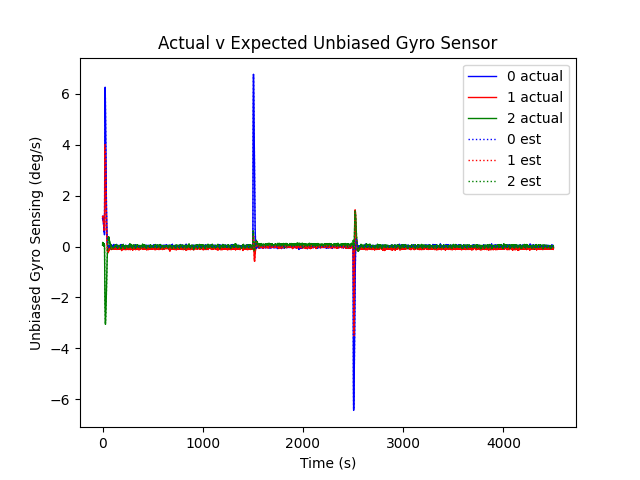 Actual v Expected Unbiased Gyro Sensor
Unbiased Gyro Sensing (deg/s)
6
4
2
0
−2
−4
−6
0 actual
1 actual
2 actual
0 est
1 est
2 est
0 1000 2000 3000 4000
Time (s)